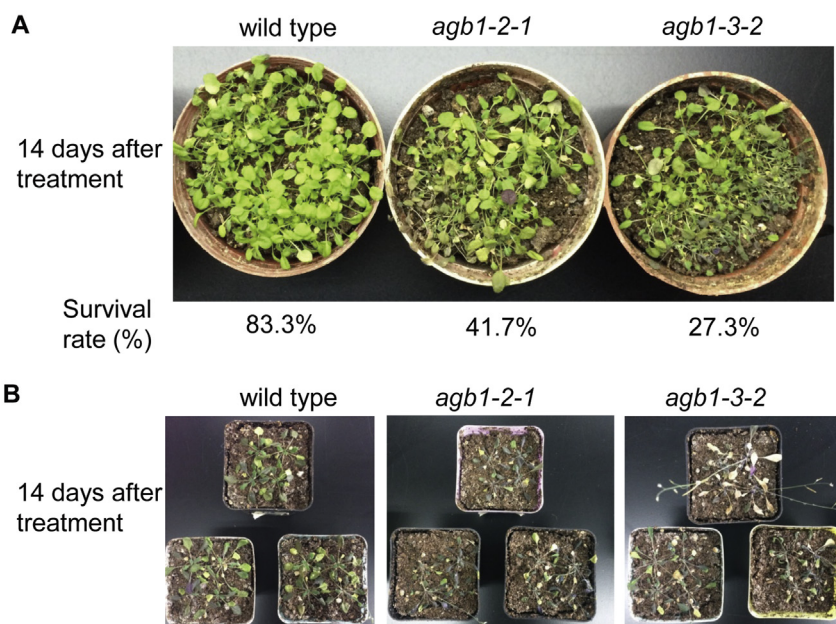 A
wild type agb1-2-1 agb1-3-2
14 days after
treatment
Survival
rate (%)
83.3% 41.7% 27.3%
B
wild type agb1-2-1 agb1-3-2
14 days after
treatment